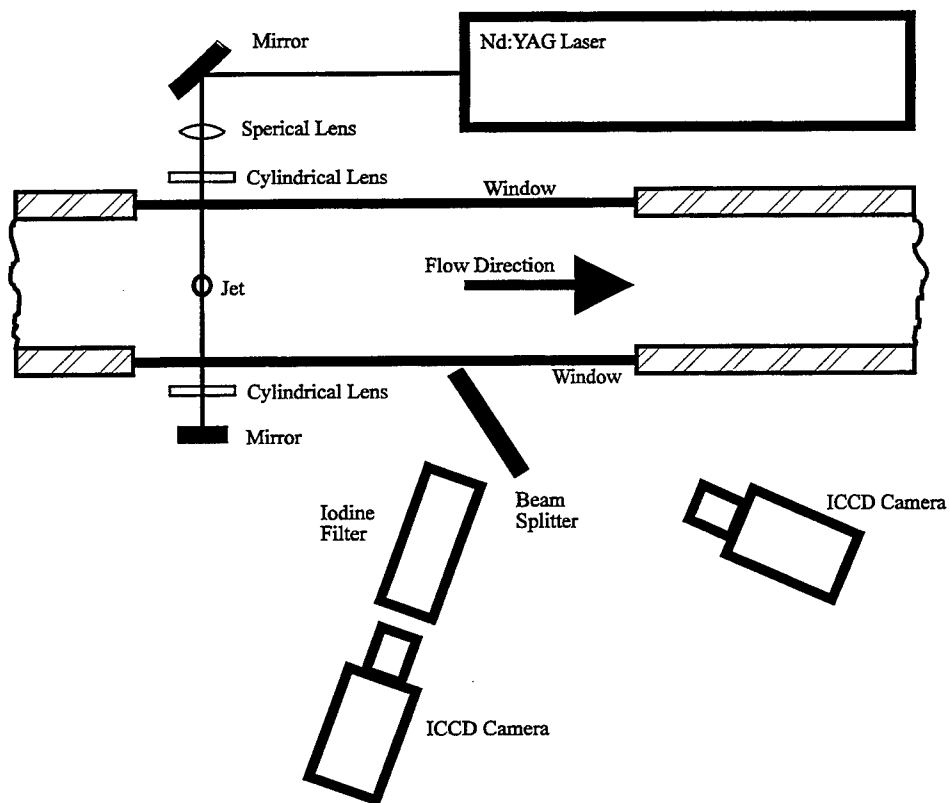 Mirror
Nd:YAG Laser
Sperical Lens
Cylindrical Lens
Window
Flow Direction
Jet
Window
Cylindrical Lens
Mirror
Iodine
Filter
Beam
Splitter
ICCD Camera
ICCD Camera